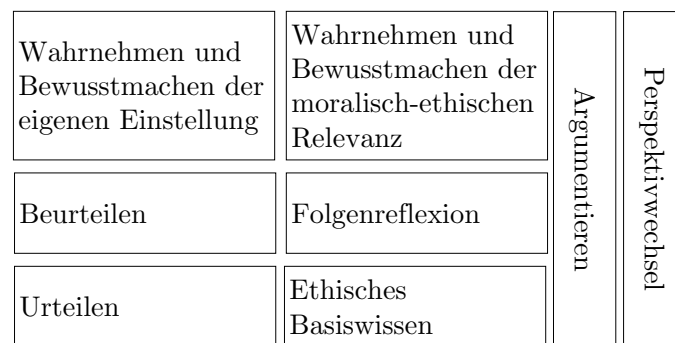 Wahrnehmen und
Bewusstmachen der
eigenen Einstellung
Wahrnehmen und
Bewusstmachen der
moralisch-ethischen
Relevanz
Beurteilen
Folgenreflexion
Urteilen
Ethisches
Basiswissen
Argumentieren
Perspektivwechsel